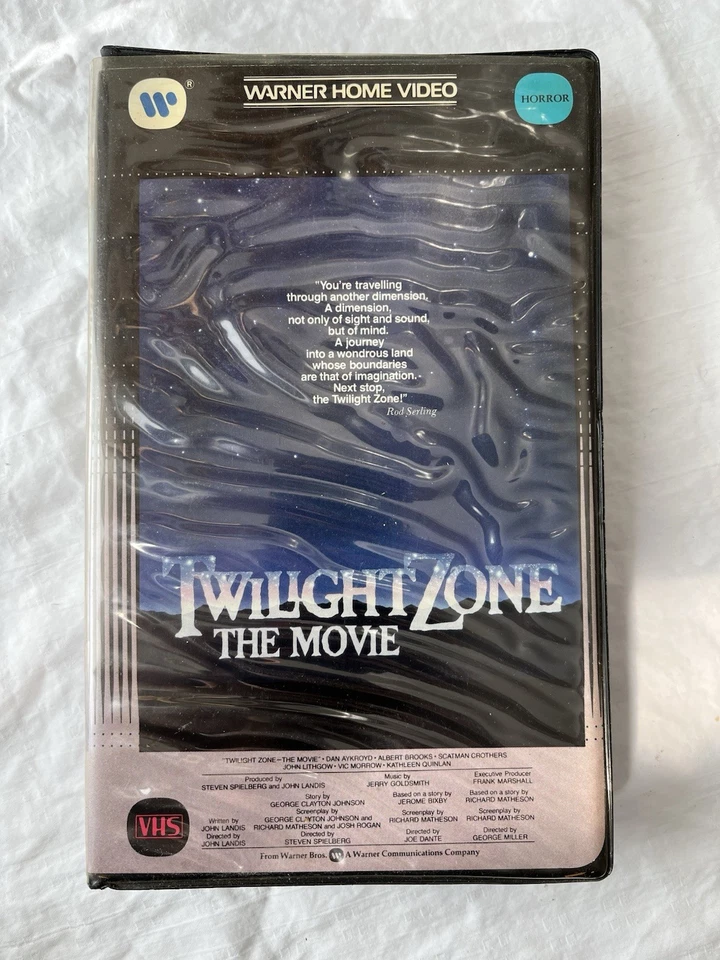 ®
WARNER HOME VIDEO
HORROR
"You're travelling
through another dimension.
A dimension,
not only of sight and sound,
but of mind.
A journey
into a wondrous land
whose boundaries
are that of imagination.
Next stop,
the Twilight Zone!"
Rod Serling
TWILIGHT ZONE
THE MOVIE
"TWILIGHT ZONE—THE MOVIE" • DAN AYKROYD • ALBERT BROOKS • SCATMAN CROTHERS
JOHN LITHGOW • VIC MORROW • KATHLEEN QUINLAN
Produced by
STEVEN SPIELBERG and JOHN LANDIS
Music by
JERRY GOLDSMITH
Executive Producer
FRANK MARSHALL
Written by
JOHN LANDIS
Directed by
JOHN LANDIS
Story by
GEORGE CLAYTON JOHNSON
Screenplay by
GEORGE CLAYTON JOHNSON and
RICHARD MATHESON and JOSH ROGAN
Directed by
STEVEN SPIELBERG
Based on a story by
JEROME BIXBY
Screenplay by
RICHARD MATHESON
Directed by
JOE DANTE
Based on a story by
RICHARD MATHESON
Screenplay by
RICHARD MATHESON
Directed by
GEORGE MILLER
VHS
From Warner Bros. A Warner Communications Company